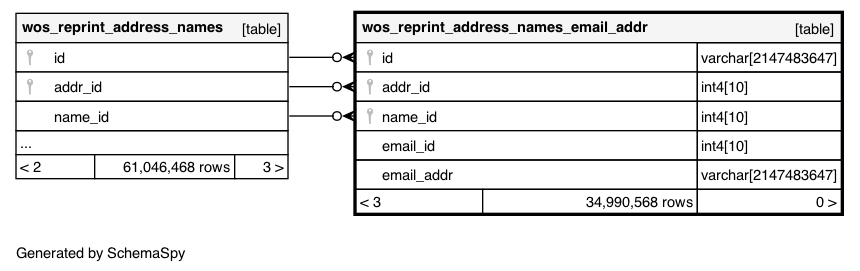 wos_reprint_address_names [table]
id
addr_id
name_id
...
< 2 61,046,468 rows 3 >
wos_reprint_address_names_email_addr [table]
id varchar[2147483647]
addr_id int4[10]
name_id int4[10]
email_id int4[10]
email_addr varchar[2147483647]
< 3 34,990,568 rows 0 >
Generated by SchemaSpy